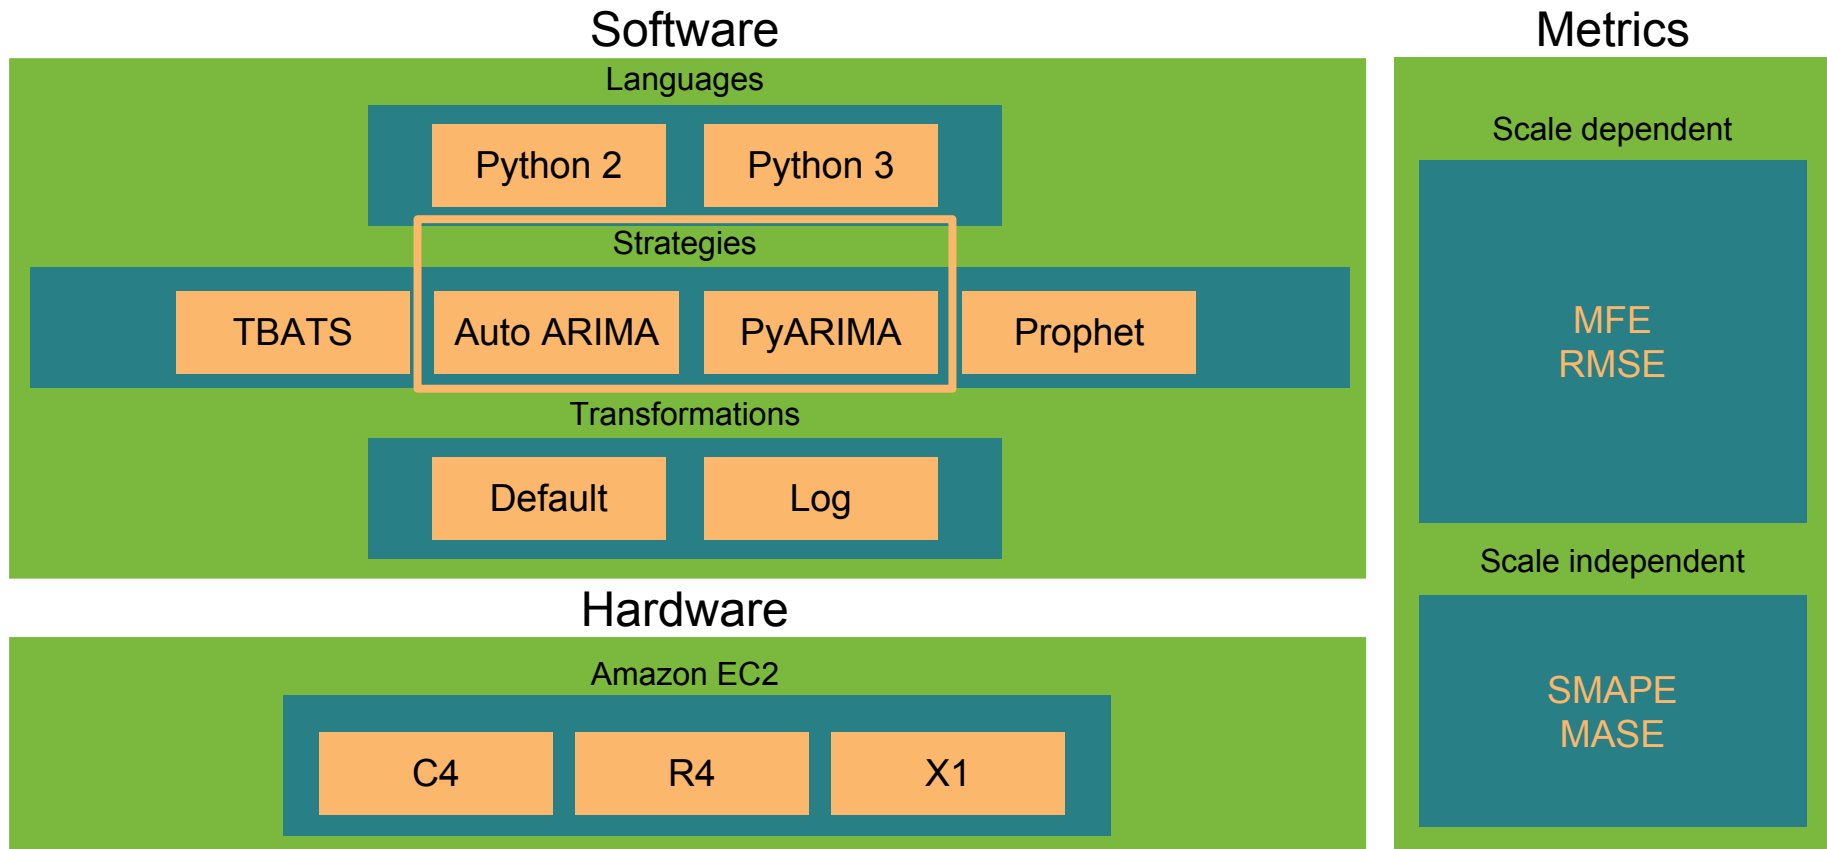 Software
Languages
Python 2
Python 3
Strategies
TBATS
Auto ARIMA
PyARIMA
Prophet
Transformations
Default
Log
Hardware
Amazon EC2
C4
R4
X1
Metrics
Scale dependent
MFE
RMSE
Scale independent
SMAPE
MASE